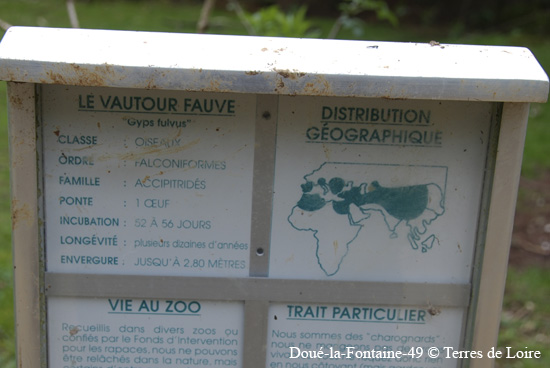 LE VAUTOUR FAUVE
"Gyps fulvus"
CLASSE : OISEAUX
ORDRE : FALCONIFORMES
FAMILLE : ACCIPITRIDÉS
PONTE : 1 ŒUF
INCUBATION : 52 À 56 JOURS
LONGÉVITÉ : plusieurs dizaines d'années
ENVERGURE : JUSQU'À 2,80 MÈTRES
DISTRIBUTION
GÉOGRAPHIQUE
VIE AU ZOO
Recueillis dans divers zoos ou
confiés par le Fonds d'Intervention
pour les rapaces, nous ne pouvons
être relâchés dans la nature, mais
TRAIT PARTICULIER
Nous sommes des "charognards"
Doué-la-Fontaine-49 © Terres de Loire